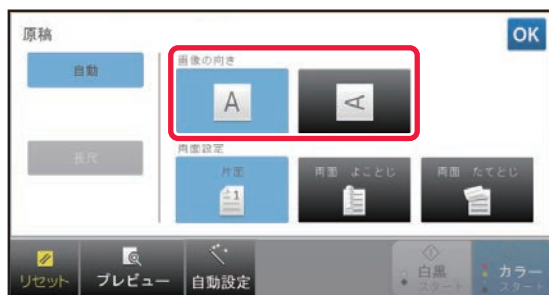 原稿
OK
自動
画像の向き
A
A
長尺
両面設定
片面
1
両面 よことじ
両面 たてとじ
リセット
プレビュー
自動設定
白黒
スタート
カラー
スタート